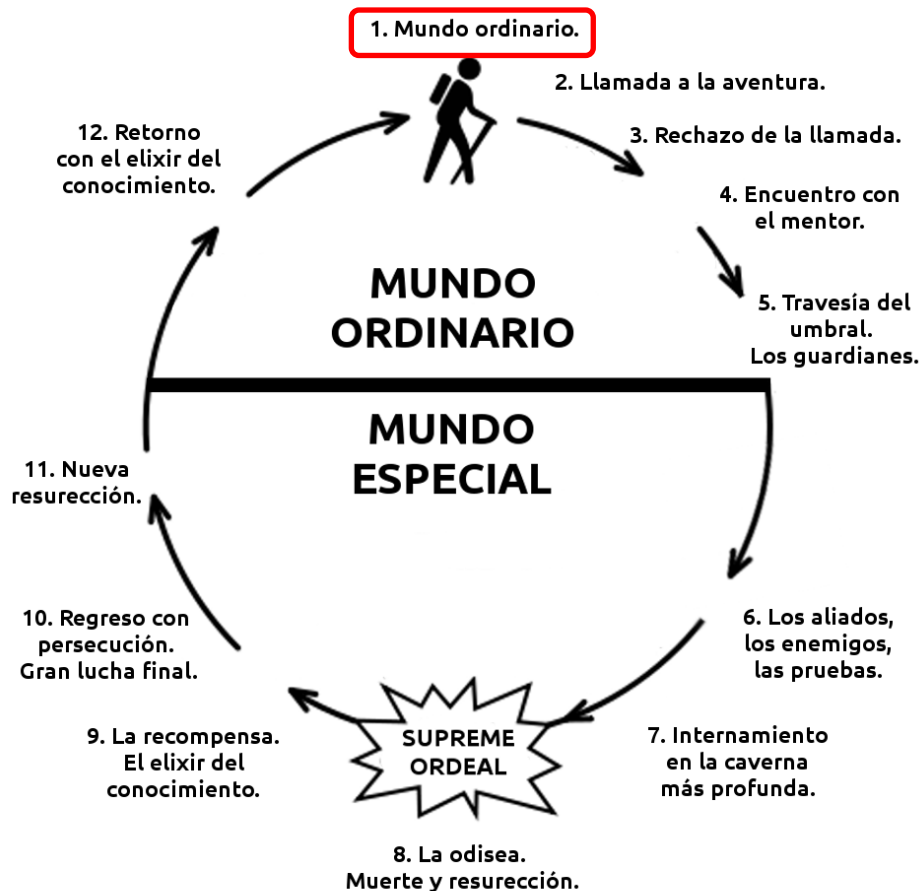 1. Mundo ordinario.
2. Llamada a la aventura.
3. Rechazo de la llamada.
4. Encuentro con
el mentor.
5. Travesía del
umbral.
Los guardianes.
MUNDO
ORDINARIO
MUNDO
ESPECIAL
6. Los aliados,
los enemigos,
las pruebas.
7. Internamiento
en la caverna
más profunda.
SUPREME
ORDEAL
8. La odisea.
Muerte y resurección.
9. La recompensa.
El elixir del
conocimiento.
10. Regreso con
persecución.
Gran lucha final.
11. Nueva
resurección.
12. Retorno
con el elixir del
conocimiento.